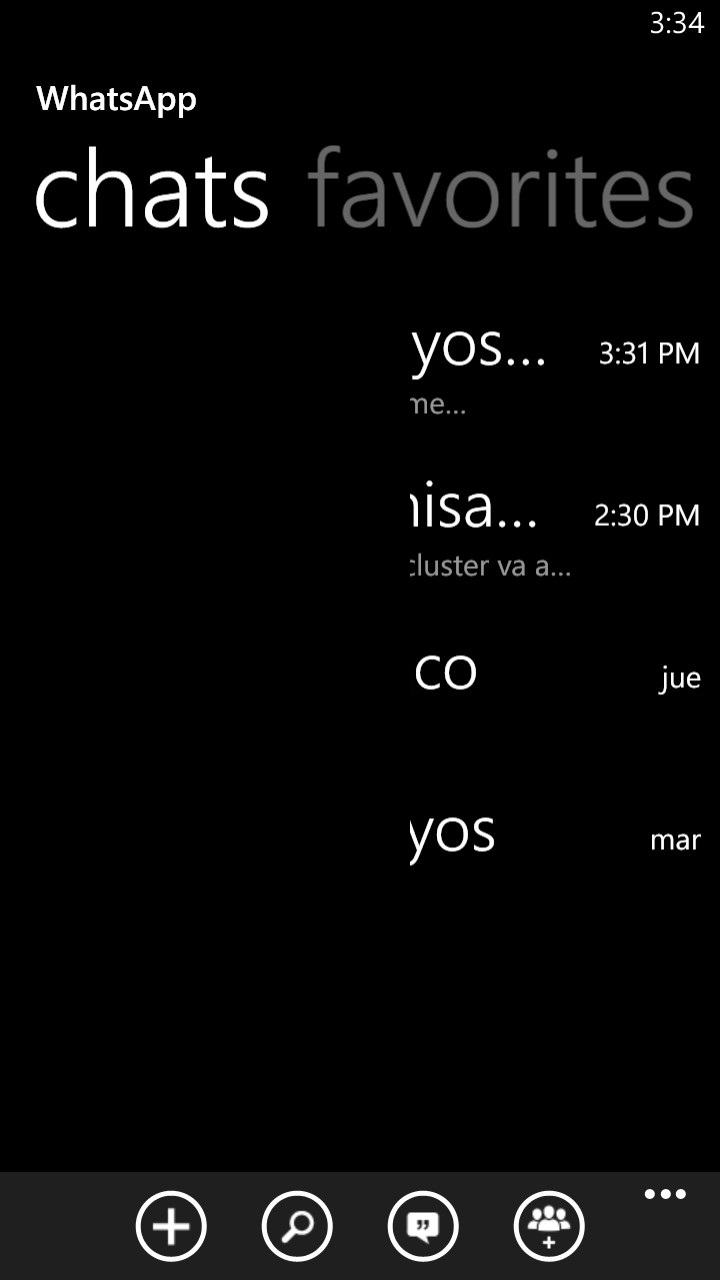 3:34
WhatsApp
chats favorites
yos... 3:31 PM
me...
nisa... 2:30 PM
cluster va a...
co jue
yos mar